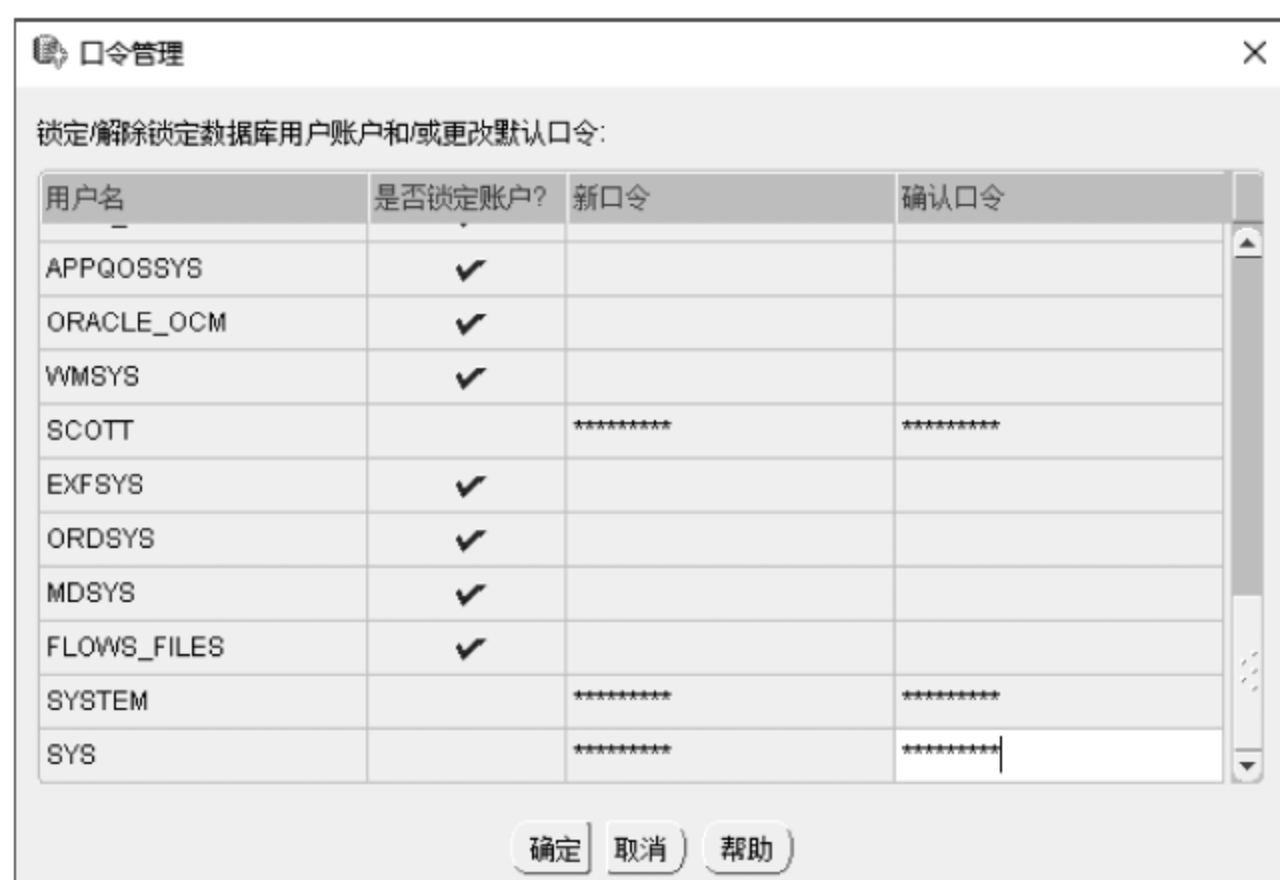 口令管理
锁定/解除锁定数据库用户账户和/或更改默认口令:
用户名 是否锁定账户? 新口令 确认口令
APPQOSSYS ✔
ORACLE_OCM ✔
WMSYS ✔
SCOTT ********* *********
EXFSYS ✔
ORDSYS ✔
MDSYS ✔
FLOWS_FILES ✔
SYSTEM ********* *********
SYS ********* *********
确定 取消 帮助